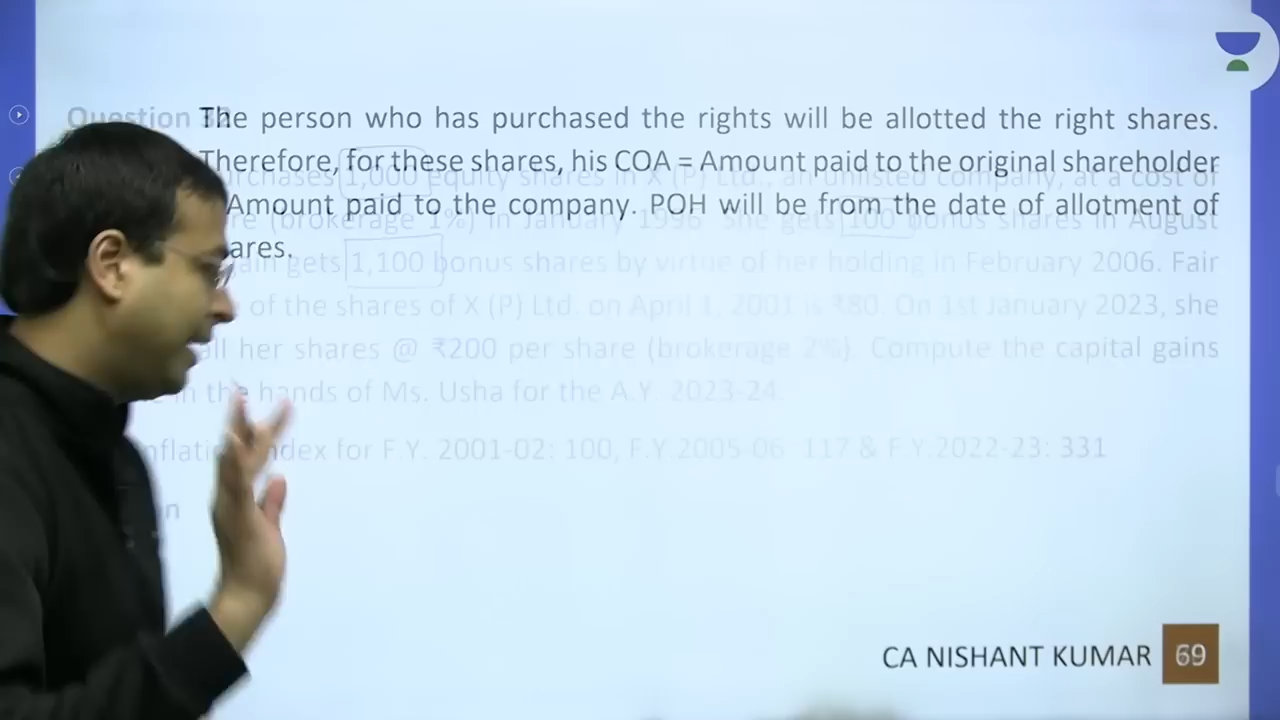 The person who has purchased the rights will be allotted the right shares.
Therefore, for these shares, his COA = Amount paid to the original shareholder
Amount paid to the company. POH will be from the date of allotment of
ares.
Question
urchases 1,000 equity shares in X (P) Ltd., an unlisted company, at a cost of
re (brokerage 1%) in January 1996 She gets 100 bonus shares in August
ain gets 1,100 bonus shares by virtue of her holding in February 2006. Fair
of the shares of X (P) Ltd. on April 1, 2001 is ₹80. On 1st January 2023, she
all her shares @ ₹200 per share (brokerage 2%). Compute the capital gains
in the hands of Ms. Usha for the A.Y. 2023-24.
nflation index for F.Y. 2001-02: 100, F.Y.2005-06 117 & F Y.2022-23: 331
CA NISHANT KUMAR 69